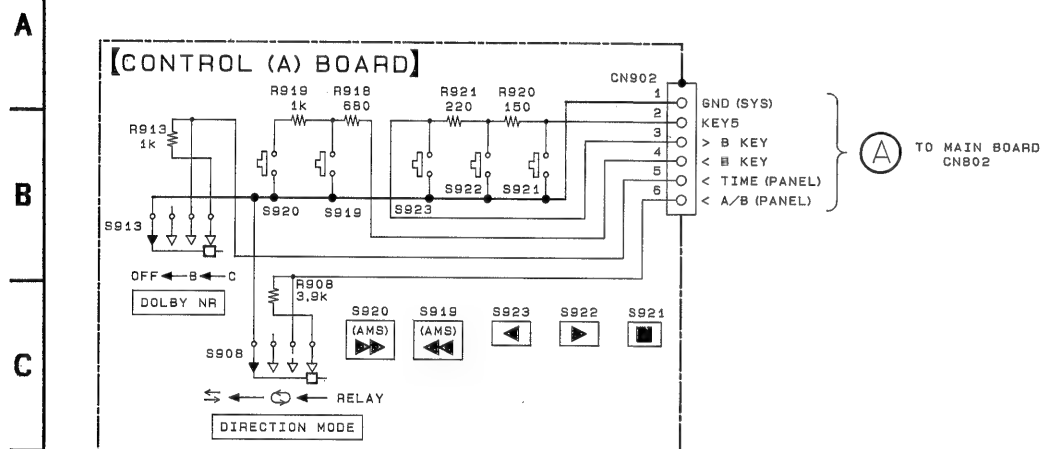 A
【CONTROL (A) BOARD】
CN902
R919 R918 R921 R920
1k 680 220 150
1 GND (SYS)
2 KEY5
3 > B KEY
4 < B KEY
5 < TIME (PANEL)
6 < A/B (PANEL)
A TO MAIN BOARD
CN802
R913
1k
B
S920 S919 S923 S922 S921
S913
OFF B C
DOLBY NR
R908
3,9k
C
S920 S919 S923 S922 S921
(AMS) (AMS)
S908
RELAY
DIRECTION MODE